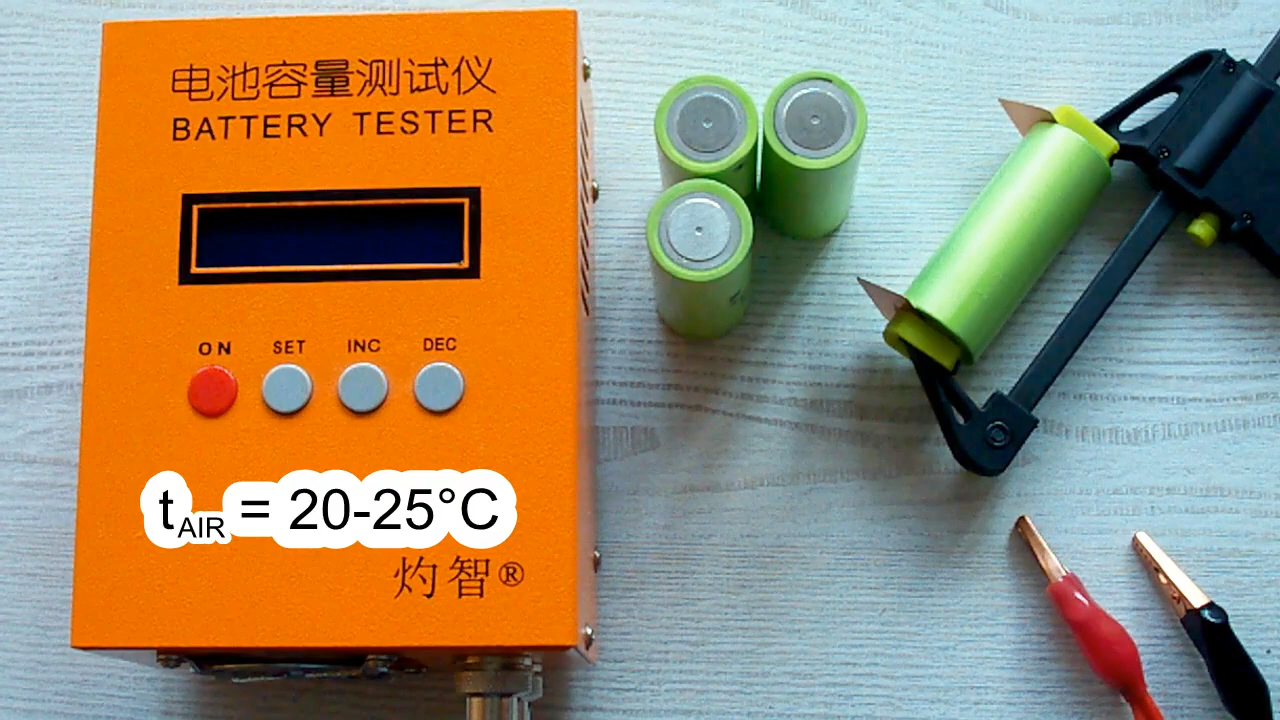 电池容量测试仪
BATTERY TESTER
ON SET INC DEC
tAIR = 20-25°C
灼智®